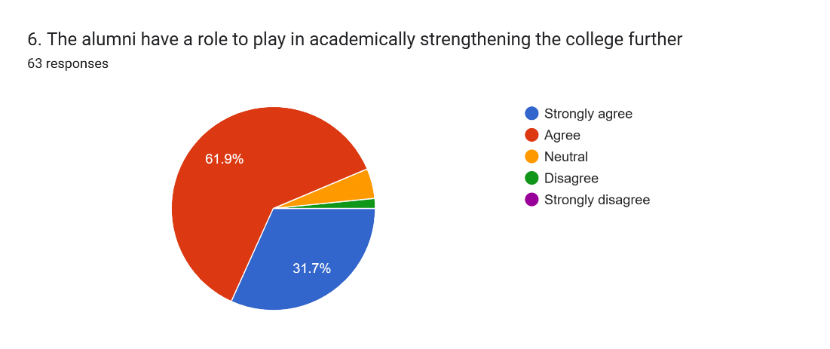 6. The alumni have a role to play in academically strengthening the college further
63 responses
61.9%
31.7%
Strongly agree
Agree
Neutral
Disagree
Strongly disagree